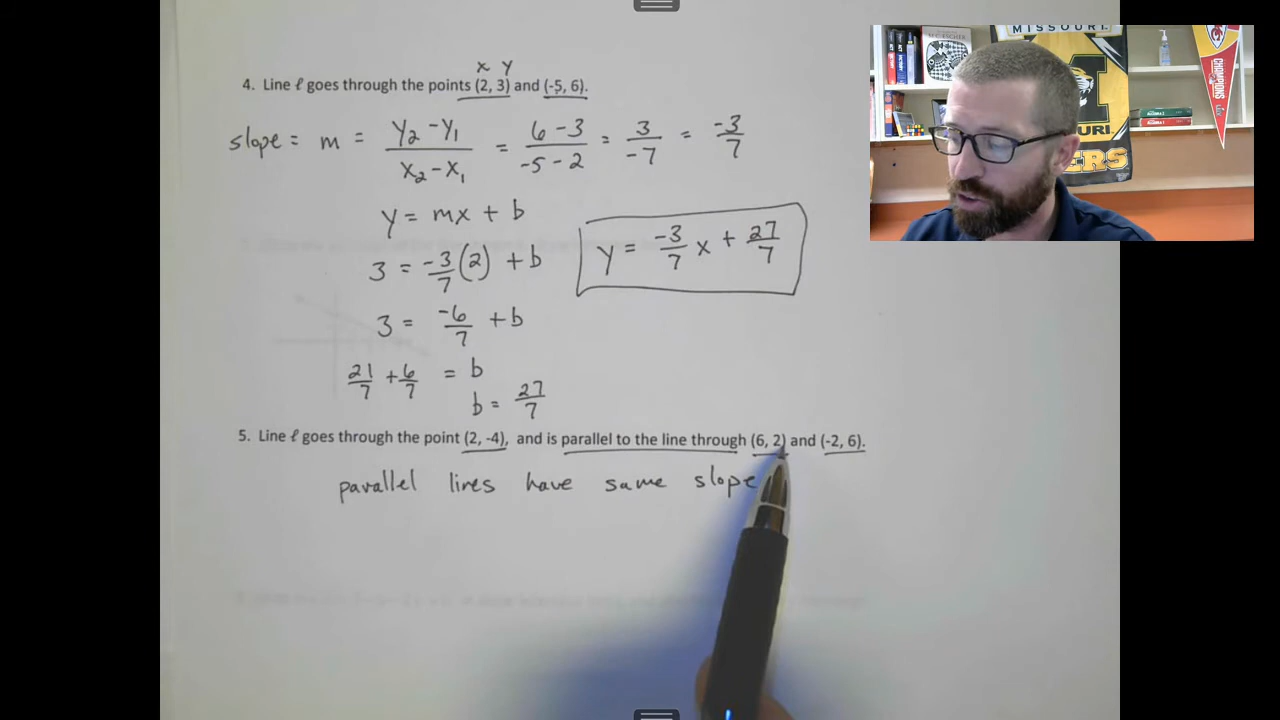 MISSOURI
CHAMPIONS
URI
ERS
x y
4. Line ℓ goes through the points (2, 3) and (-5, 6).
slope = m = y₂ - y₁ / x₂ - x₁ = 6 - 3 / -5 - 2 = 3 / -7 = -3 / 7
y = mx + b
3 = -3/7 (2) + b
y = -3/7 x + 27/7
3 = -6/7 + b
21/7 + 6/7 = b
b = 27/7
5. Line ℓ goes through the point (2, -4), and is parallel to the line through (6, 2) and (-2, 6).
parallel lines have same slope